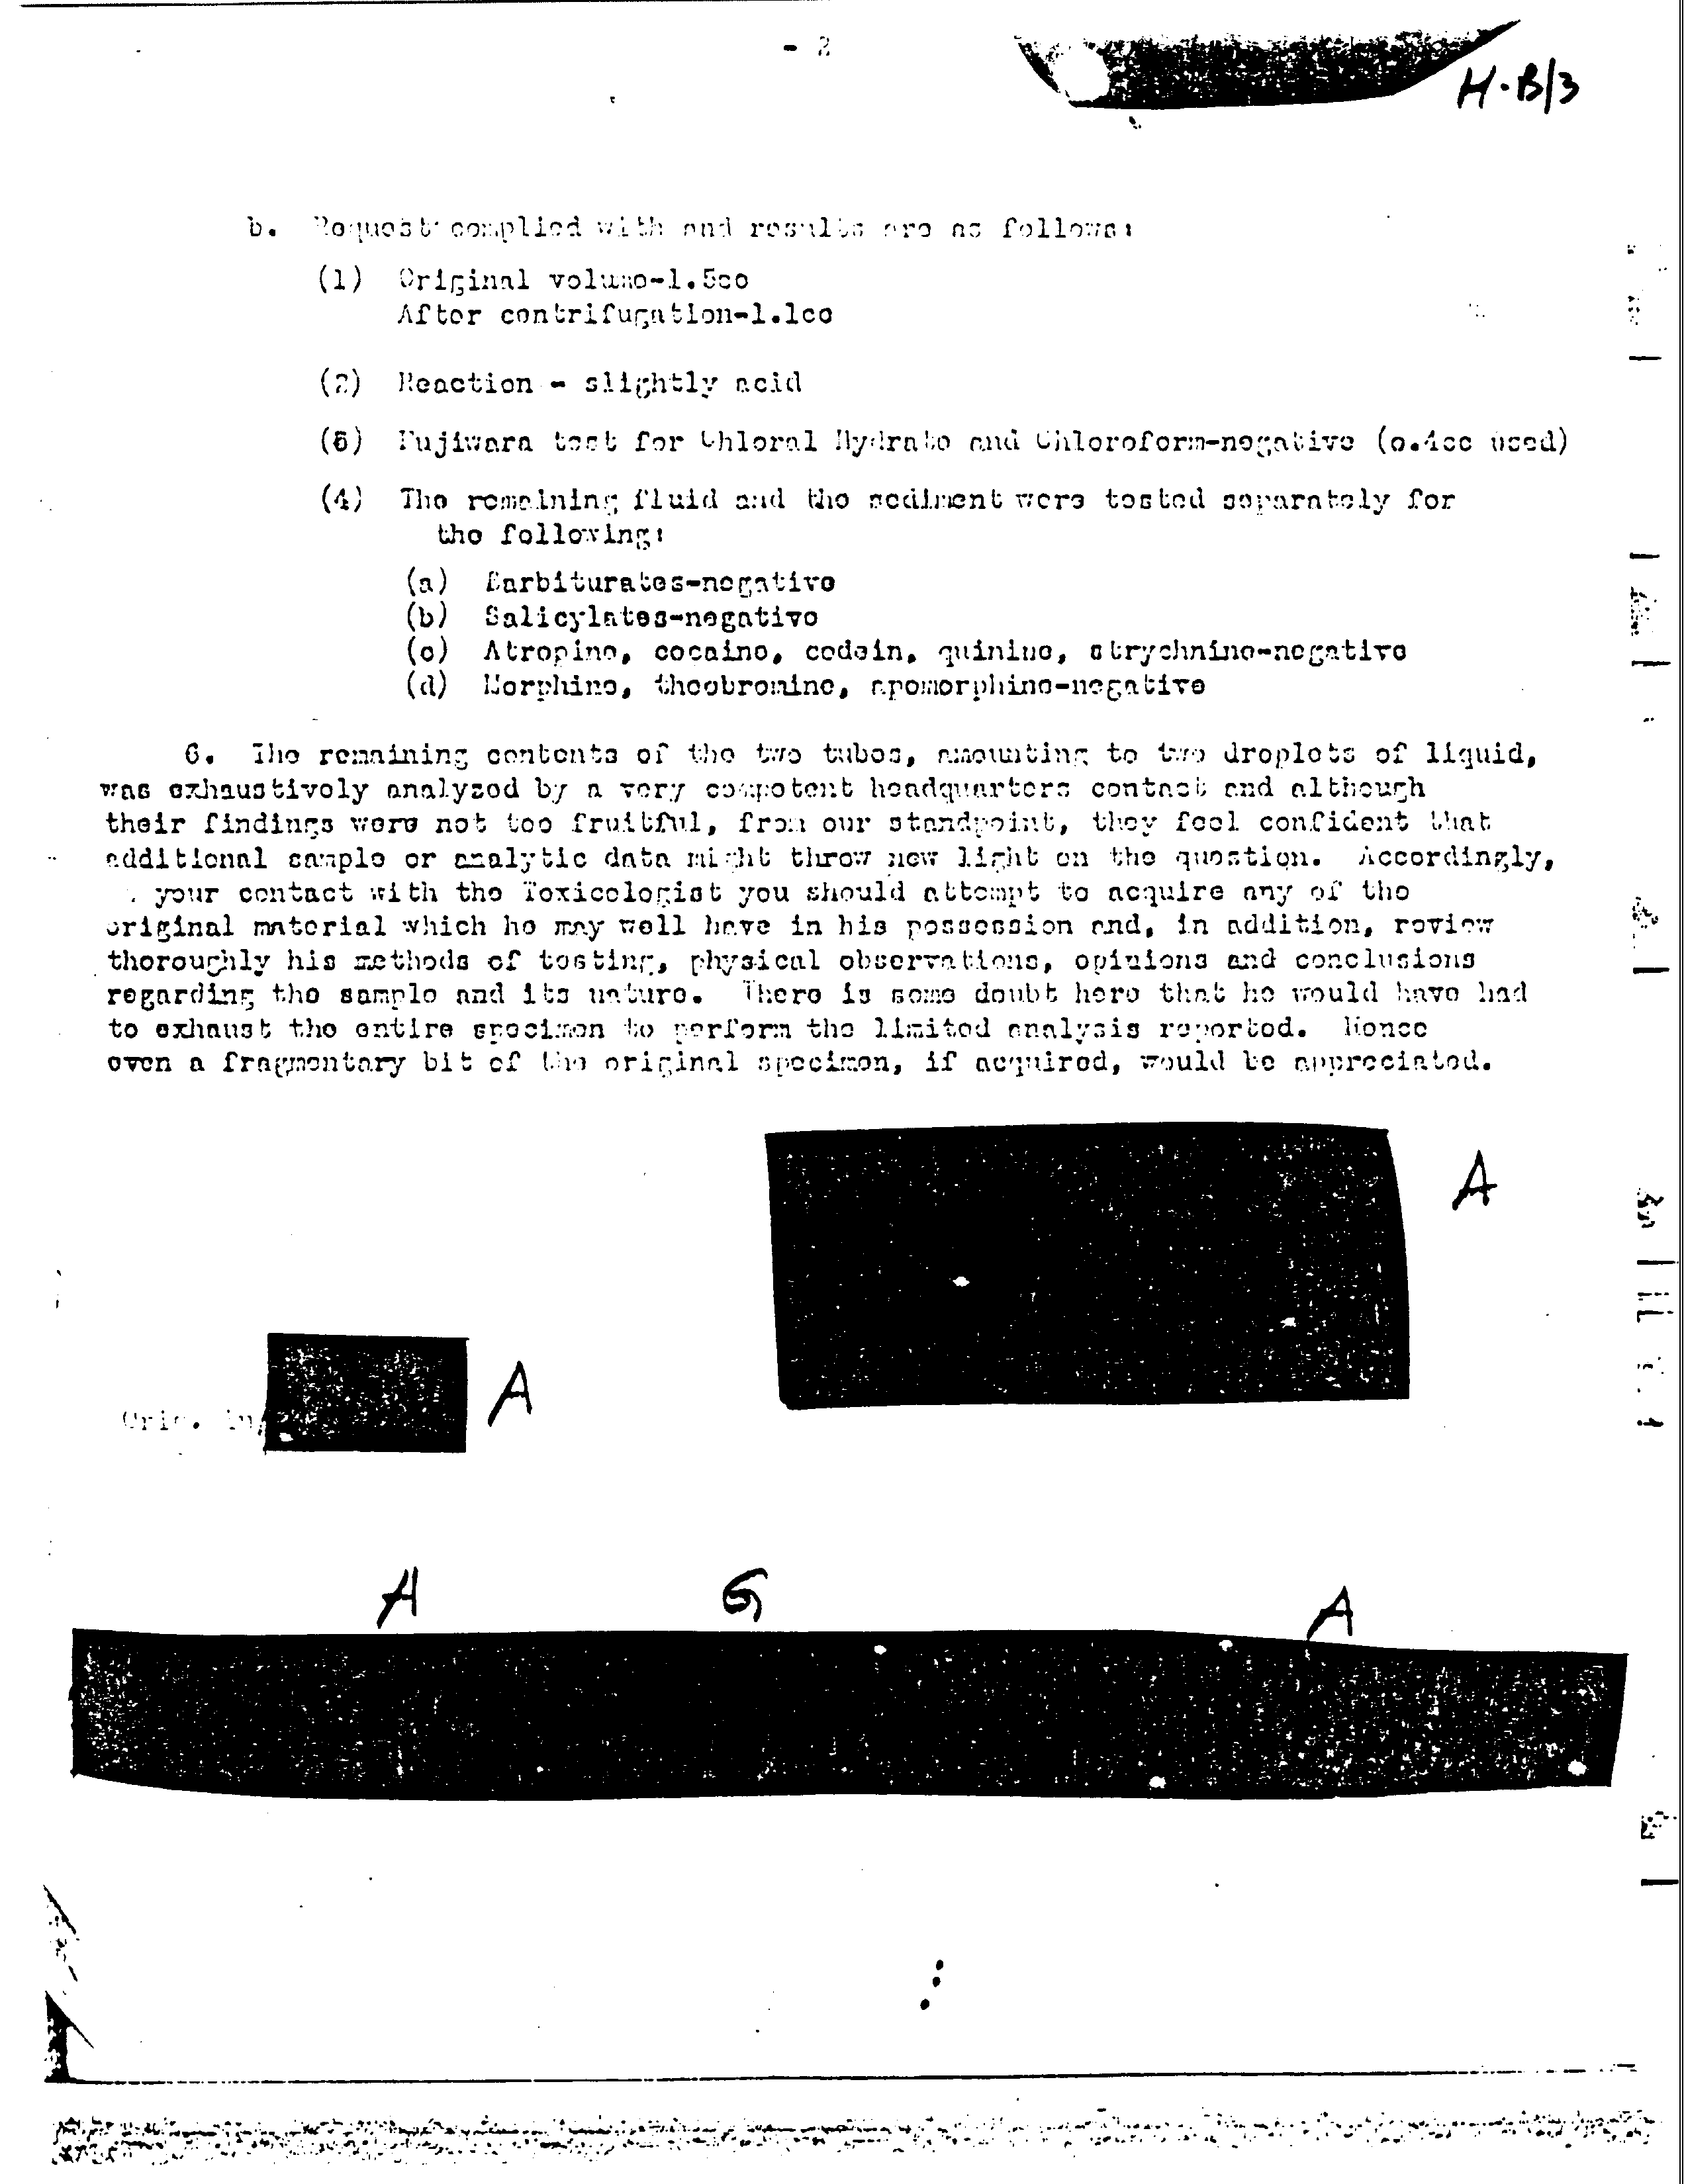 - 2
H-B/3
b. Request complied with and results are as follows:
(1) Original volume-1.5cc
After centrifugation-1.1cc
(2) Reaction - slightly acid
(3) Fujiwara test for Chloral Hydrate and Chloroform-negative (0.4cc used)
(4) The remaining fluid and the sediment were tested separately for
the following:
(a) Barbiturates-negative
(b) Salicylates-negative
(c) Atropine, cocaine, codein, quinine, strychnine-negative
(d) Morphine, theobromine, apomorphine-negative
6. The remaining contents of the two tubes, amounting to two droplets of liquid,
was exhaustively analyzed by a very competent headquarters contact and although
their findings were not too fruitful, from our standpoint, they feel confident that
additional sample or analytic data might throw new light on the question. Accordingly,
your contact with the Toxicologist you should attempt to acquire any of the
original material which he may well have in his possession and, in addition, review
thoroughly his methods of testing, physical observations, opinions and conclusions
regarding the sample and its nature. There is some doubt here that he would have had
to exhaust the entire specimen to perform the limited analysis reported. Hence
even a fragmentary bit of the original specimen, if acquired, would be appreciated.
A
A
Orig.
A G A